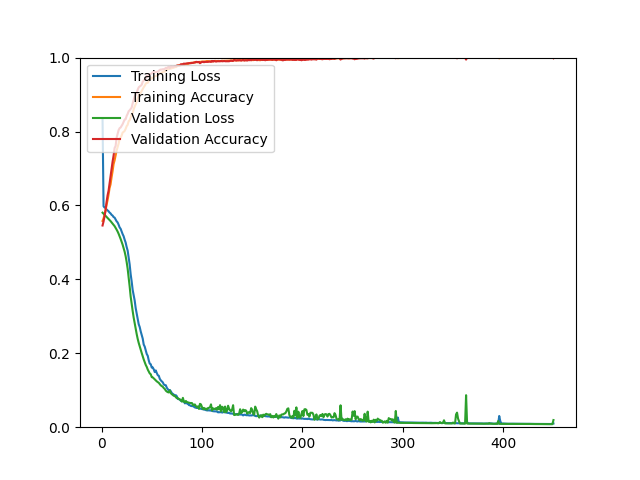 1.0
0.8
0.6
0.4
0.2
0.0
Training Loss
Training Accuracy
Validation Loss
Validation Accuracy
0 100 200 300 400